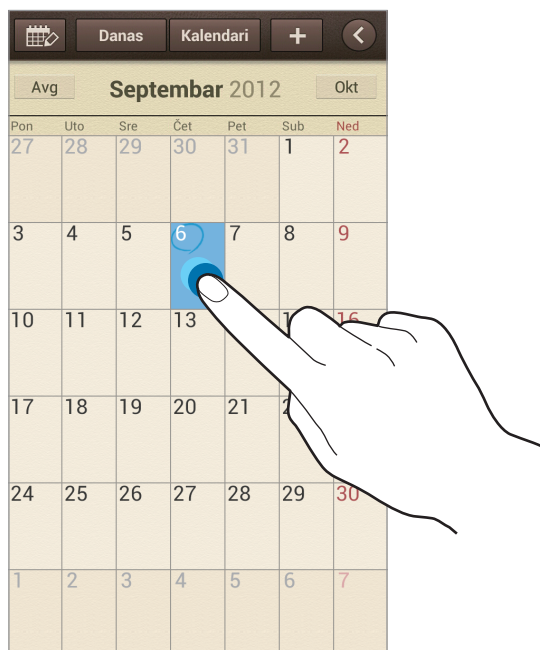 Danas Kalendari +
Avg Septembar 2012 Okt
Pon Uto Sre Čet Pet Sub Ned
27 28 29 30 31 1 2
3 4 5 6 7 8 9
10 11 12 13 16
17 18 19 20 21
24 25 26 27 28 29 30
1 2 3 4 5 6 7